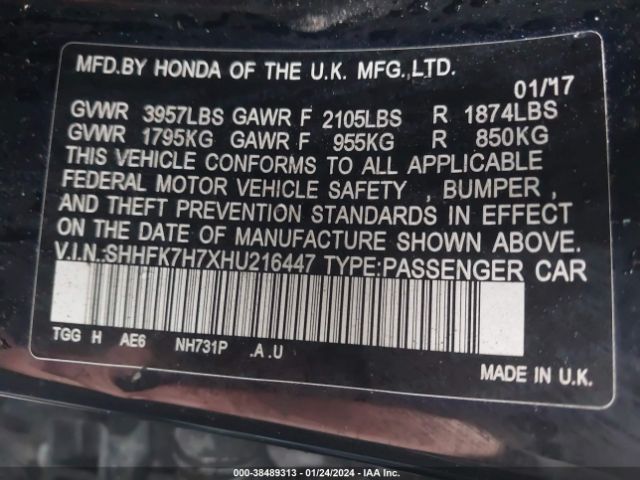 MFD.BY HONDA OF THE U.K. MFG.,LTD.
01/17
GVWR 3957LBS GAWR F 2105LBS R 1874LBS
GVWR 1795KG GAWR F 955KG R 850KG
THIS VEHICLE CONFORMS TO ALL APPLICABLE
FEDERAL MOTOR VEHICLE SAFETY , BUMPER ,
AND THEFT PREVENTION STANDARDS IN EFFECT
ON THE DATE OF MANUFACTURE SHOWN ABOVE.
V.I.N.:SHHFK7H7XHU216447 TYPE:PASSENGER CAR
TGG H AE6 NH731P .A.U
MADE IN U.K.
000-38489313 - 01/24/2024 - IAA Inc.